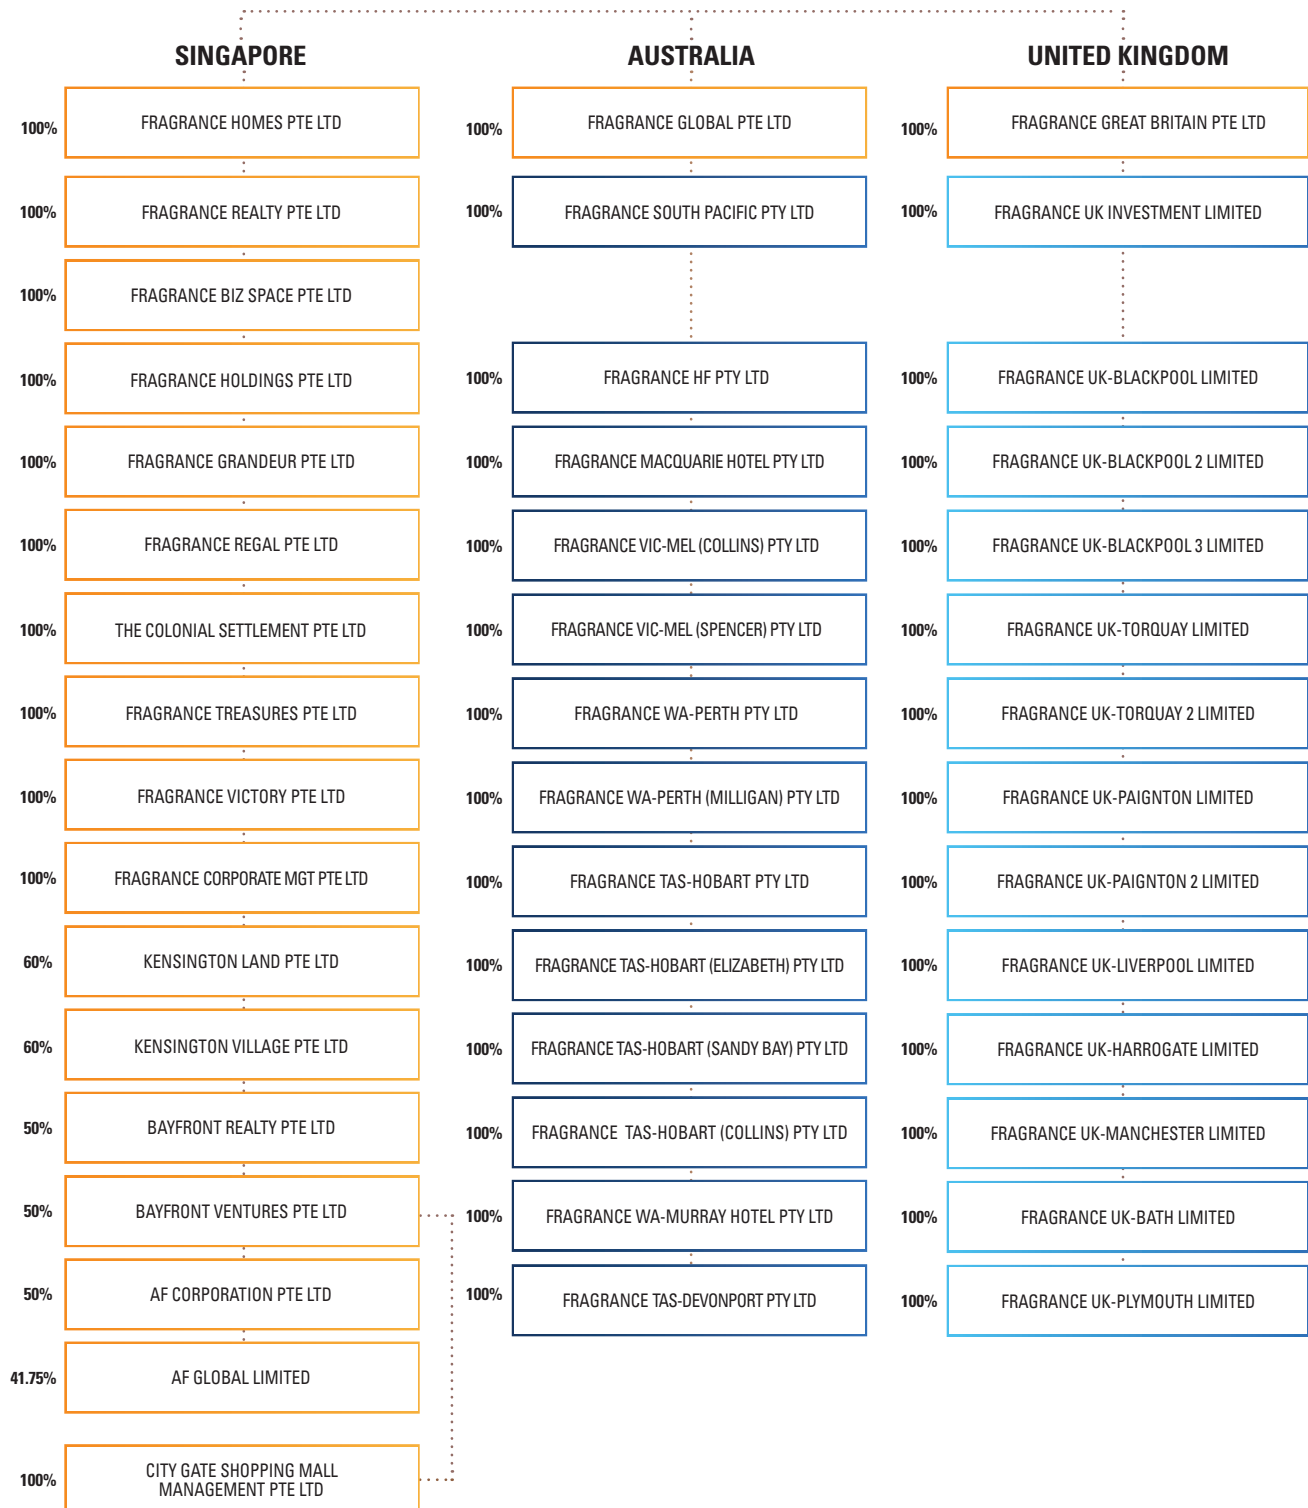 SINGAPORE
100%
FRAGRANCE HOMES PTE LTD
100%
FRAGRANCE REALTY PTE LTD
100%
FRAGRANCE BIZ SPACE PTE LTD
100%
FRAGRANCE HOLDINGS PTE LTD
100%
FRAGRANCE GRANDEUR PTE LTD
100%
FRAGRANCE REGAL PTE LTD
100%
THE COLONIAL SETTLEMENT PTE LTD
100%
FRAGRANCE TREASURES PTE LTD
100%
FRAGRANCE VICTORY PTE LTD
100%
FRAGRANCE CORPORATE MGT PTE LTD
60%
KENSINGTON LAND PTE LTD
60%
KENSINGTON VILLAGE PTE LTD
50%
BAYFRONT REALTY PTE LTD
50%
BAYFRONT VENTURES PTE LTD
50%
AF CORPORATION PTE LTD
41.75%
AF GLOBAL LIMITED
100%
CITY GATE SHOPPING MALL
MANAGEMENT PTE LTD
AUSTRALIA
100%
FRAGRANCE GLOBAL PTE LTD
100%
FRAGRANCE SOUTH PACIFIC PTY LTD
100%
FRAGRANCE HF PTY LTD
100%
FRAGRANCE MACQUARIE HOTEL PTY LTD
100%
FRAGRANCE VIC-MEL (COLLINS) PTY LTD
100%
FRAGRANCE VIC-MEL (SPENCER) PTY LTD
100%
FRAGRANCE WA-PERTH PTY LTD
100%
FRAGRANCE WA-PERTH (MILLIGAN) PTY LTD
100%
FRAGRANCE TAS-HOBART PTY LTD
100%
FRAGRANCE TAS-HOBART (ELIZABETH) PTY LTD
100%
FRAGRANCE TAS-HOBART (SANDY BAY) PTY LTD
100%
FRAGRANCE TAS-HOBART (COLLINS) PTY LTD
100%
FRAGRANCE WA-MURRAY HOTEL PTY LTD
100%
FRAGRANCE TAS-DEVONPORT PTY LTD
UNITED KINGDOM
100%
FRAGRANCE GREAT BRITAIN PTE LTD
100%
FRAGRANCE UK INVESTMENT LIMITED
100%
FRAGRANCE UK-BLACKPOOL LIMITED
100%
FRAGRANCE UK-BLACKPOOL 2 LIMITED
100%
FRAGRANCE UK-BLACKPOOL 3 LIMITED
100%
FRAGRANCE UK-TORQUAY LIMITED
100%
FRAGRANCE UK-TORQUAY 2 LIMITED
100%
FRAGRANCE UK-PAIGNTON LIMITED
100%
FRAGRANCE UK-PAIGNTON 2 LIMITED
100%
FRAGRANCE UK-LIVERPOOL LIMITED
100%
FRAGRANCE UK-HARROGATE LIMITED
100%
FRAGRANCE UK-MANCHESTER LIMITED
100%
FRAGRANCE UK-BATH LIMITED
100%
FRAGRANCE UK-PLYMOUTH LIMITED